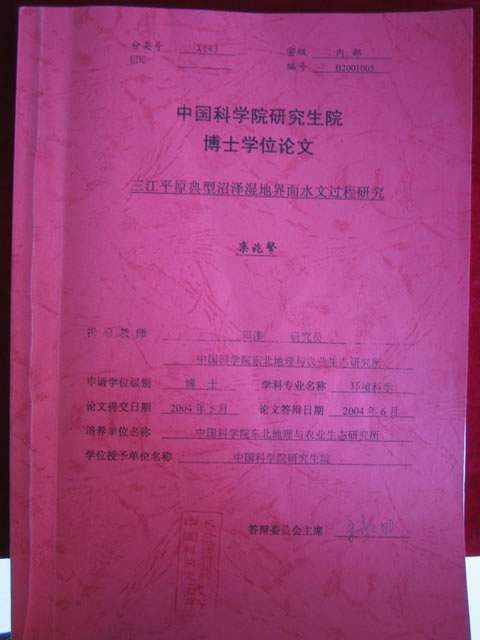 分类号 X143 密级 内部
UDC 编号 B2001005
中国科学院研究生院
博士学位论文
三江平原典型沼泽湿地界面水文过程研究
栾兆擎
指导教师 邓伟 研究员
中国科学院东北地理与农业生态研究所
申请学位级别 博士 学科专业名称 环境科学
论文提交日期 2004年5月 论文答辩日期 2004年6月
培养单位名称 中国科学院东北地理与农业生态研究所
学位授予单位名称 中国科学院研究生院
答辩委员会主席